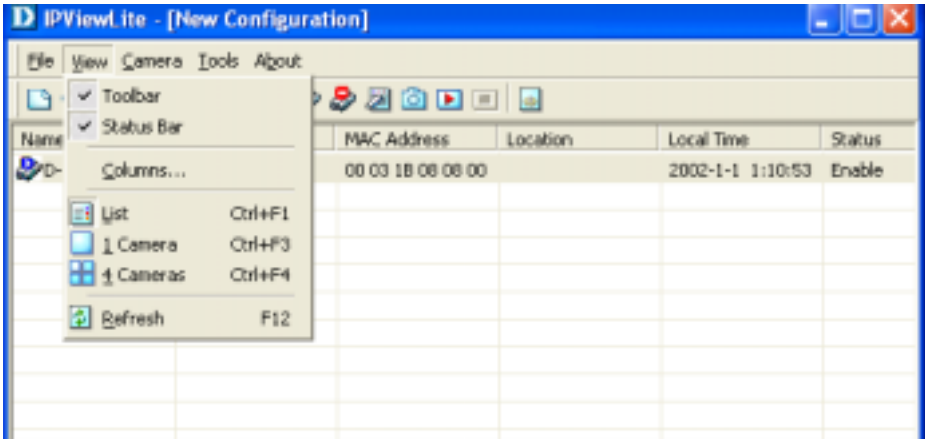 D IPViewLite - [New Configuration]
File View Camera Tools About
Toolbar
Status Bar
Columns...
List Ctrl+F1
1 Camera Ctrl+F3
4 Cameras Ctrl+F4
Refresh F12
Name MAC Address Location Local Time Status
D- 00 03 1B 08 08 00 2002-1-1 1:10:53 Enable